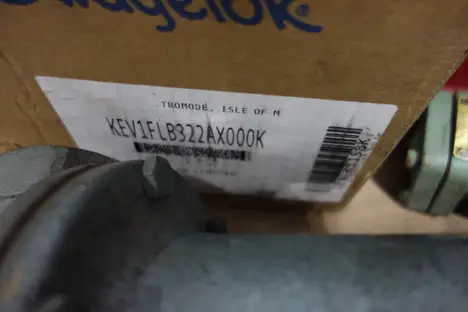 Swagelok
TROMODE, ISLE OF M
KEV1FLB322AX000K